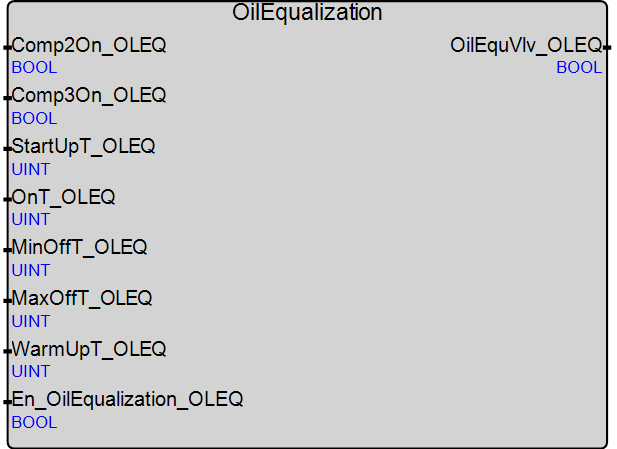 OilEqualization
Comp2On_OLEQ
BOOL
OilEquVlv_OLEQ
BOOL
Comp3On_OLEQ
BOOL
StartUpT_OLEQ
UINT
OnT_OLEQ
UINT
MinOffT_OLEQ
UINT
MaxOffT_OLEQ
UINT
WarmUpT_OLEQ
UINT
En_OilEqualization_OLEQ
BOOL